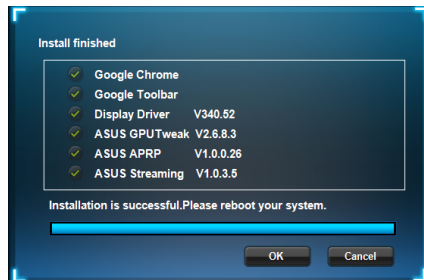 Install finished
Google Chrome
Google Toolbar
Display Driver V340.52
ASUS GPUTweak V2.6.8.3
ASUS APRP V1.0.0.26
ASUS Streaming V1.0.3.5
Installation is successful.Please reboot your system.
OK Cancel